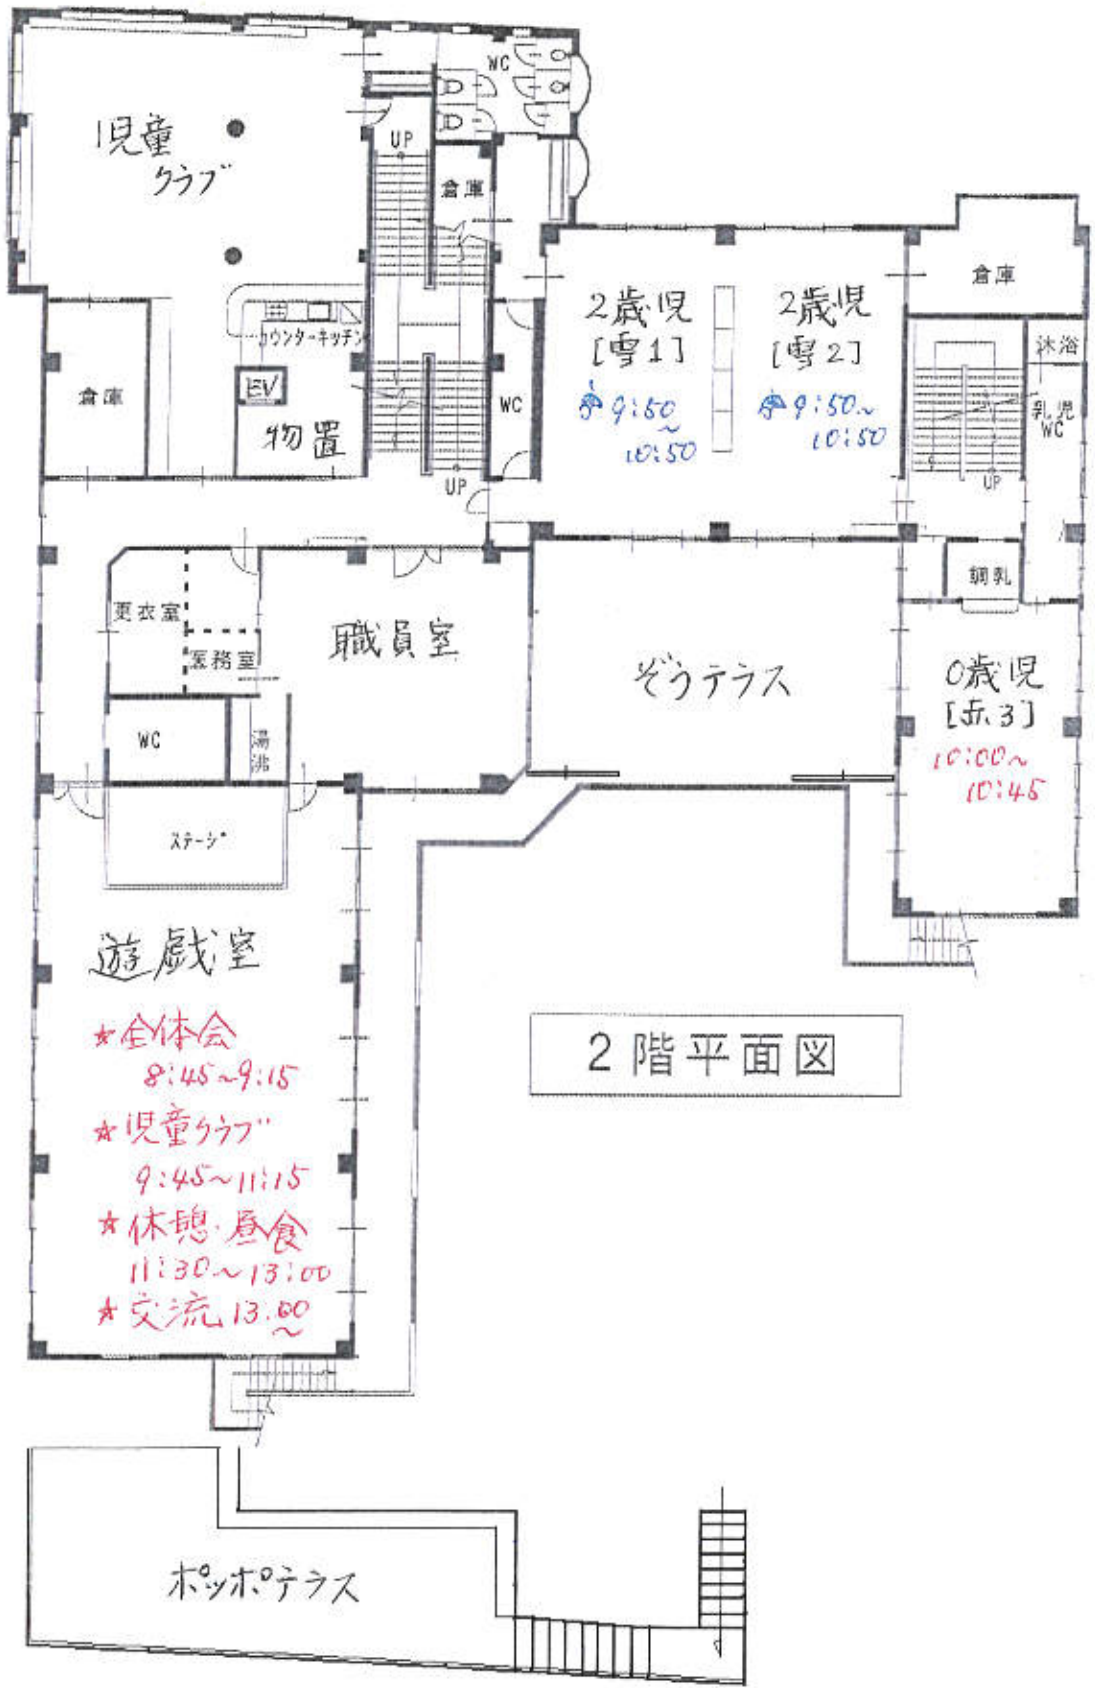 WC
児童
クラブ
UP
倉庫
2歳児
[雪1]
2歳児
[雪2]
倉庫
カウンターキッチン
沐浴
EV
倉庫
9:50
~
10:50
9:50~
10:50
WC
乳児
WC
物置
UP
UP
調乳
更衣室
医務室
職員室
ぞうテラス
0歳児
[赤3]
10:00~
10:45
WC
湯沸
ステージ
遊戯室
★全体会
8:45~9:15
★児童クラブ
9:45~11:15
★休憩・昼食
11:30~13:00
★交流 13:00
~
2階平面図
ポッポテラス